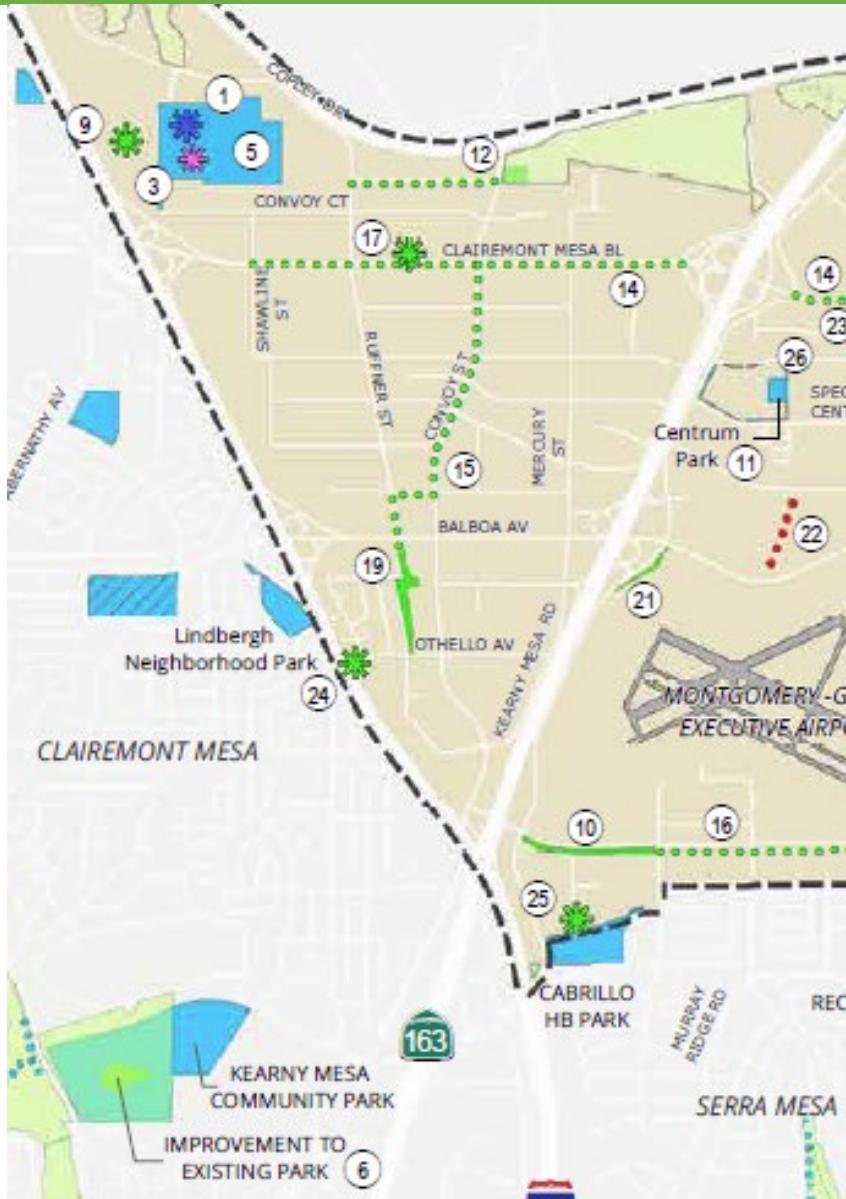 COPLEY DR
1
9
5
12
3
CONVOY CT
17
CLAIREMONT MESA BL
14
14
23
SHAWLINE
ST
RUFFNER ST
CONVOY ST
26
Centrum
Park
11
MERCURY
ST
15
BALBOA AV
22
19
21
Lindbergh
Neighborhood Park
OTHELLO AV
24
KEARNY MESA RD
CLAIREMONT MESA
10
16
25
CABRILLO
HB PARK
MURRAY
RIDGE RD
163
KEARNY MESA
COMMUNITY PARK
SERRA MESA
IMPROVEMENT TO
EXISTING PARK
6